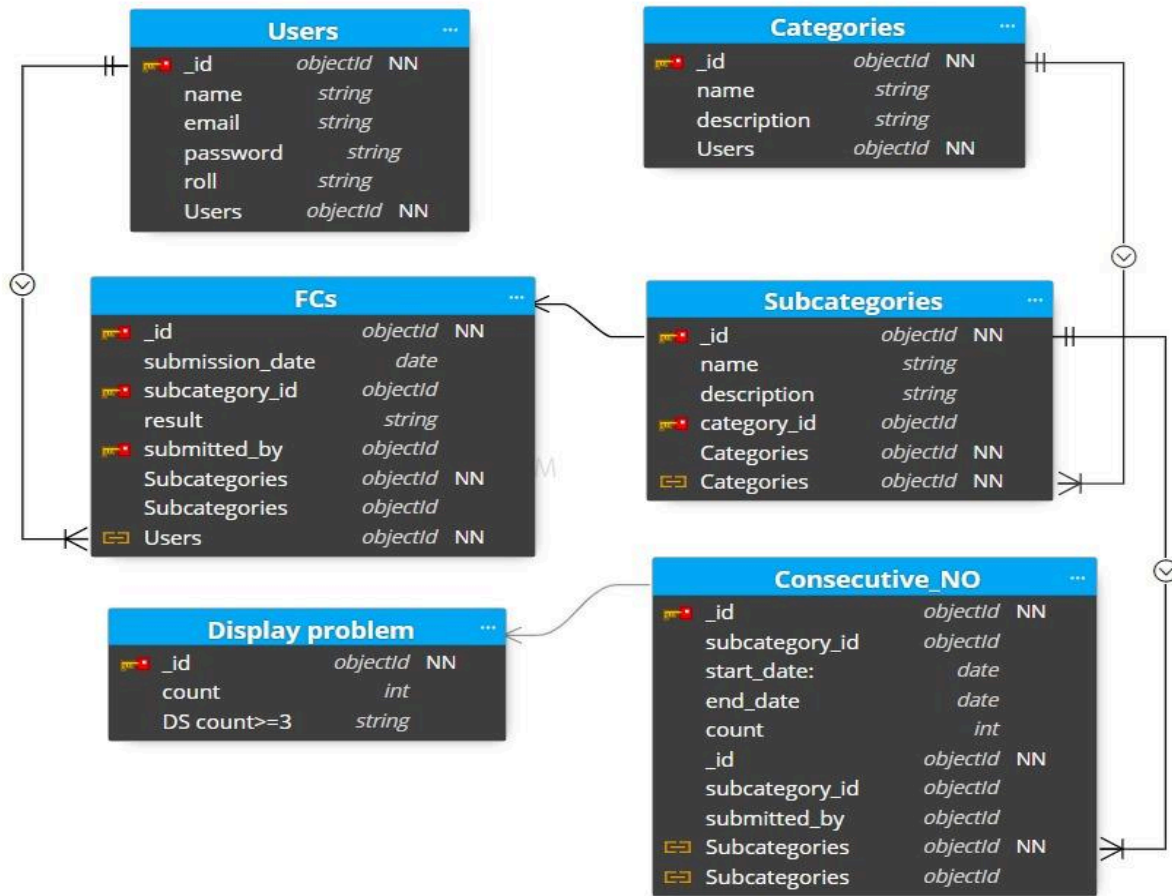 Users ...
_id objectId NN
name string
email string
password string
roll string
Users objectId NN
Categories ...
_id objectId NN
name string
description string
Users objectId NN
FCs ...
_id objectId NN
submission_date date
subcategory_id objectId
result string
submitted_by objectId
Subcategories objectId NN
Subcategories objectId
Users objectId NN
Subcategories ...
_id objectId NN
name string
description string
category_id objectId
Categories objectId NN
Categories objectId NN
M
Display problem ...
_id objectId NN
count int
DS count>=3 string
Consecutive_NO ...
_id objectId NN
subcategory_id objectId
start_date: date
end_date date
count int
_id objectId NN
subcategory_id objectId
submitted_by objectId
Subcategories objectId NN
Subcategories objectId